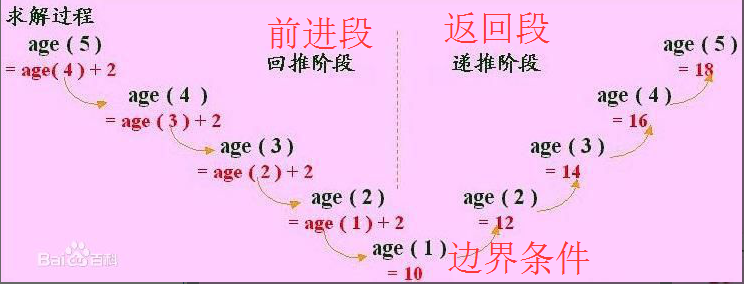 求解过程
前进段
返回段
回推阶段
递推阶段
age ( 5 )
= age( 4 ) + 2
age ( 4 )
= age ( 3 ) + 2
age ( 3 )
= age ( 2 ) + 2
age ( 2 )
= age ( 1 ) + 2
age ( 1 )
= 10
边界条件
age ( 2 )
= 12
age ( 3 )
= 14
age ( 4 )
= 16
age ( 5 )
= 18
Bai百科